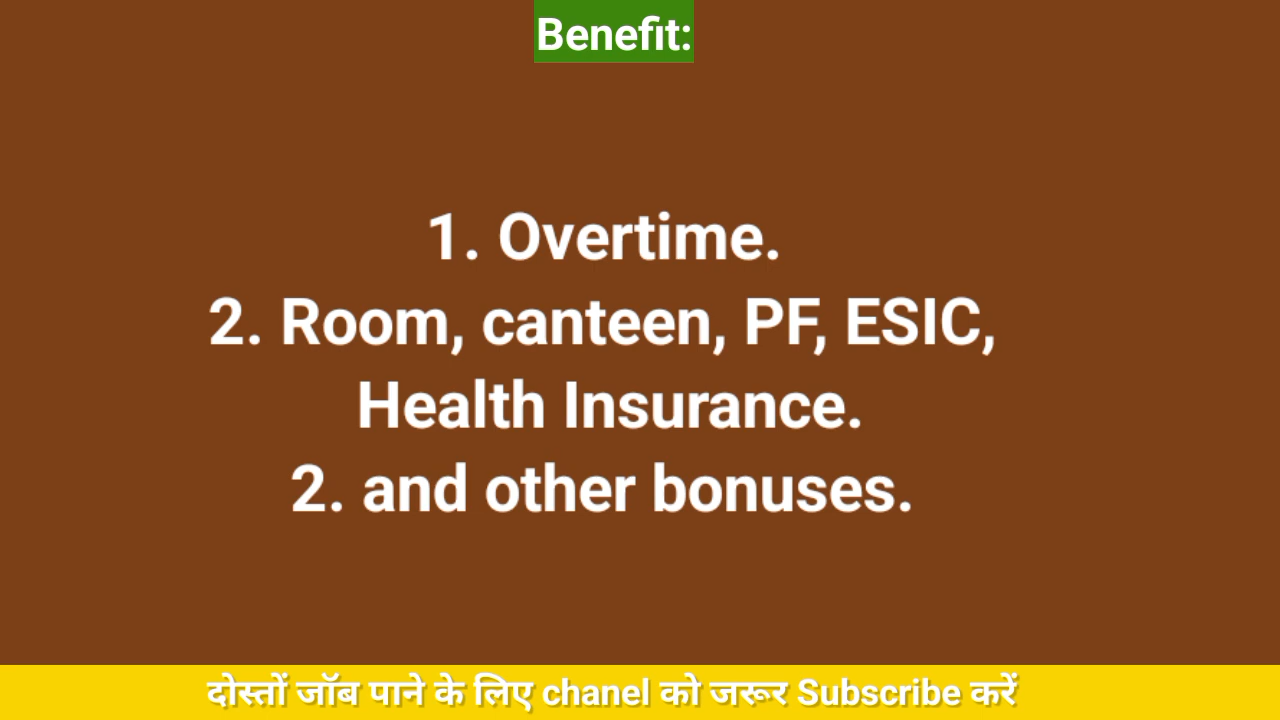 Benefit:
1. Overtime.
2. Room, canteen, PF, ESIC,
Health Insurance.
2. and other bonuses.
दोस्तों जॉब पाने के लिए chanel को जरूर Subscribe करें